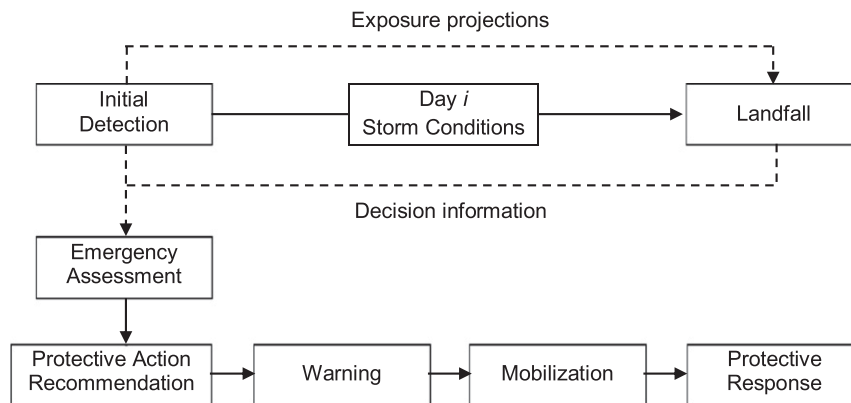 Exposure projections
Initial
Detection
Day i
Storm Conditions
Landfall
Decision information
Emergency
Assessment
Protective Action
Recommendation
Warning
Mobilization
Protective
Response